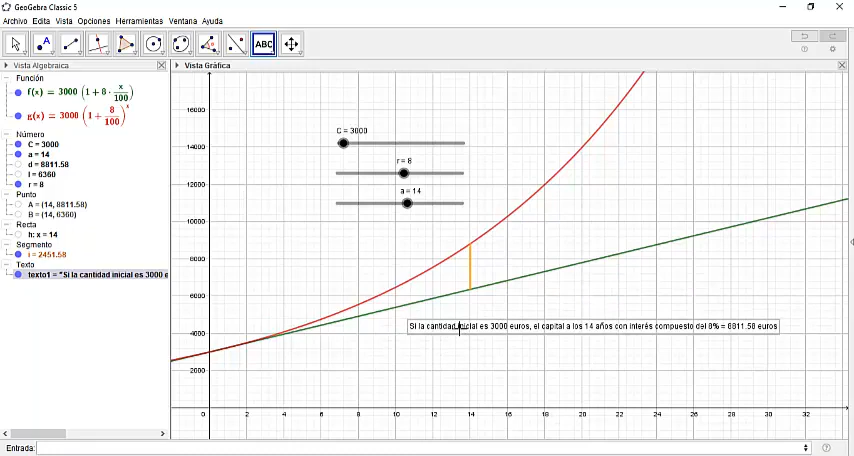 GeoGebra Classic 5
Archivo Edita Vista Opciones Herramientas Ventana Ayuda
A
ABC
Vista Algebraica
Vista Gráfica
Función
f(x) = 3000 (1 + 8 · x/100)
g(x) = 3000 (1 + 8/100)^x
Número
C = 3000
a = 14
d = 8811.58
l = 6360
r = 8
Punto
A = (14, 8811.58)
B = (14, 6360)
Recta
h: x = 14
Segmento
i = 2451.58
Texto
texto1 = "Si la cantidad inicial es 3000 e
C = 3000
r = 8
a = 14
16000
14000
12000
10000
8000
6000
4000
2000
0 2 4 6 8 10 12 14 16 18 20 22 24 26 28 30 32
Si la cantidad inicial es 3000 euros, el capital a los 14 años con interés compuesto del 8% = 8811.58 euros
Entrada: